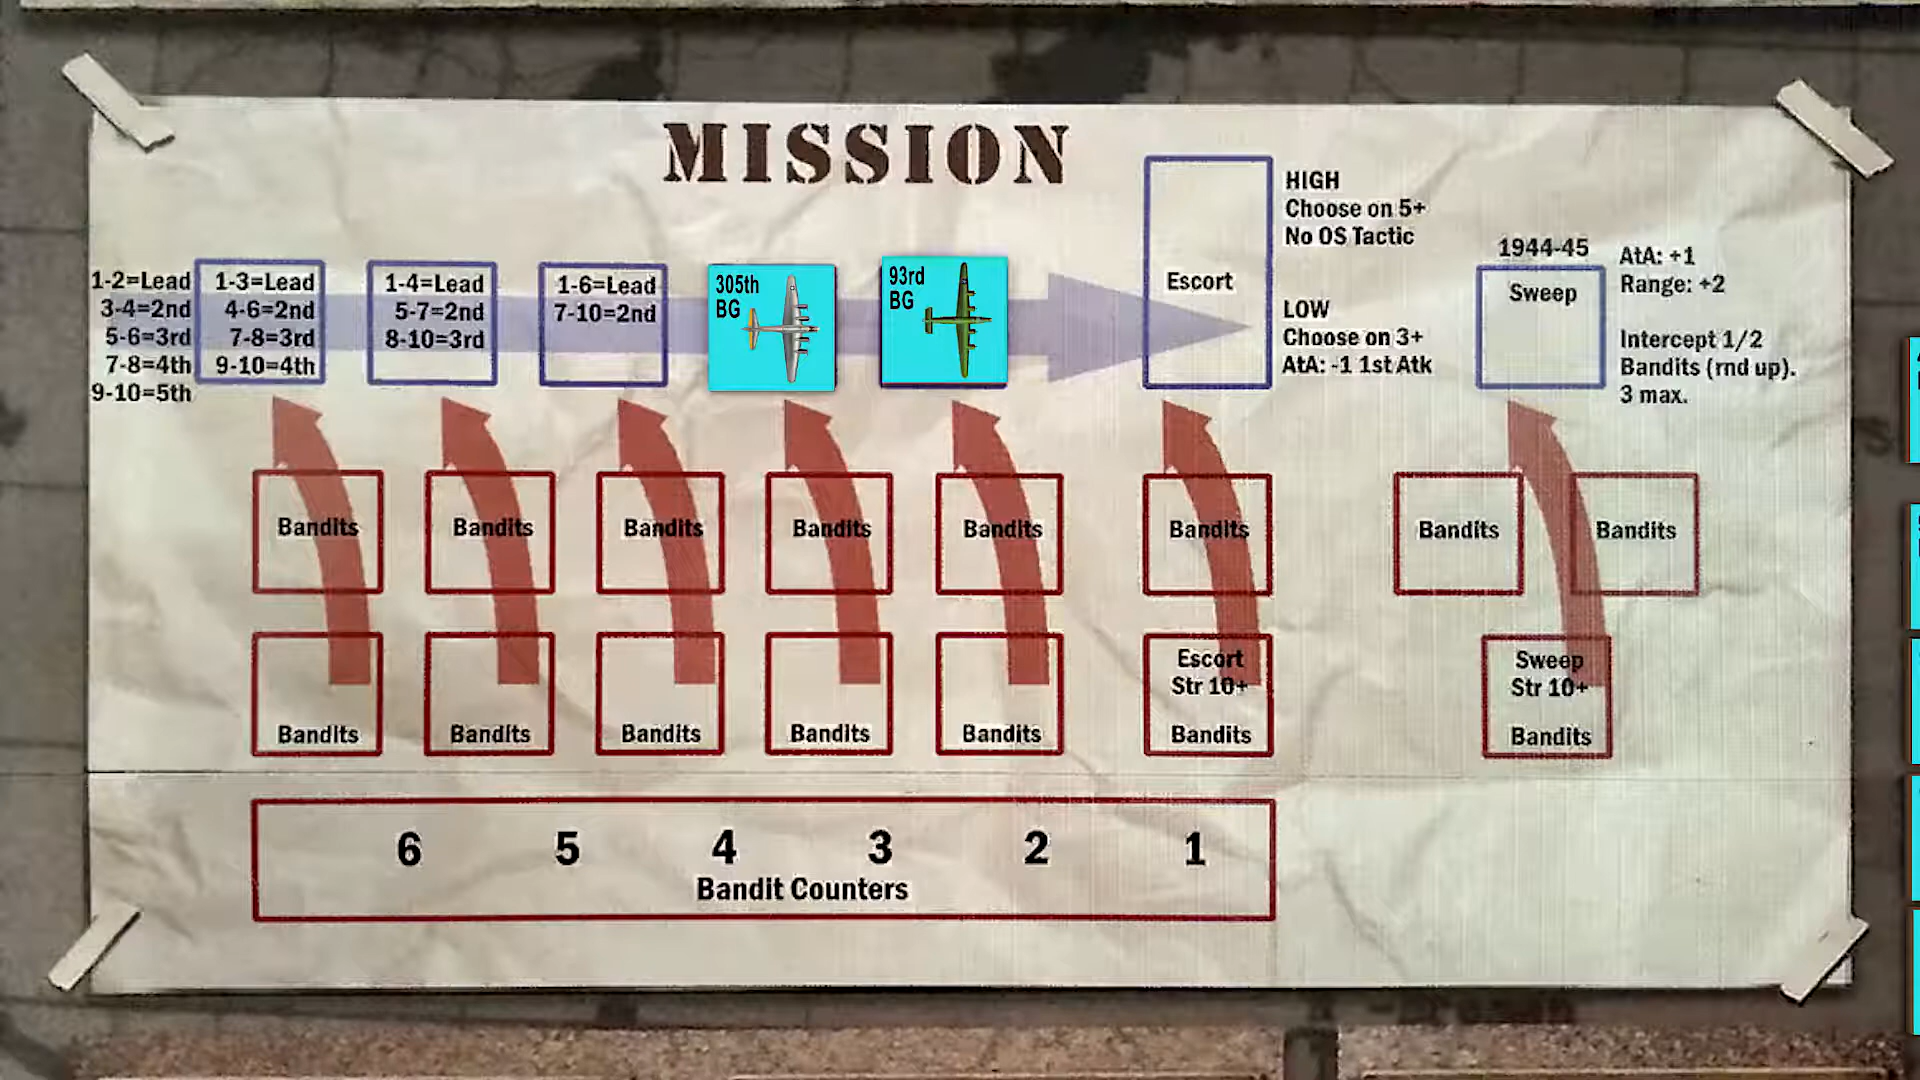 MISSION
HIGH
Choose on 5+
No OS Tactic
Escort
LOW
Choose on 3+
AtA: -1 1st Atk
1944-45
Sweep
AtA: +1
Range: +2
Intercept 1/2
Bandits (rnd up).
3 max.
1-2=Lead
3-4=2nd
5-6=3rd
7-8=4th
9-10=5th
1-3=Lead
4-6=2nd
7-8=3rd
9-10=4th
1-4=Lead
5-7=2nd
8-10=3rd
1-6=Lead
7-10=2nd
305th
BG
93rd
BG
Bandits
Bandits
Bandits
Bandits
Bandits
Bandits
Bandits
Bandits
Bandits
Bandits
Bandits
Bandits
Bandits
Escort
Str 10+
Bandits
Sweep
Str 10+
Bandits
6 5 4 3 2 1
Bandit Counters